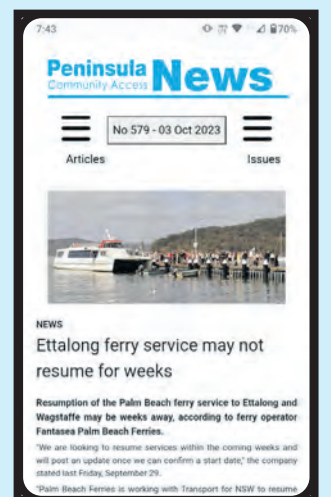 7:43
70%
Peninsula
Community Access
News
No 579 - 03 Oct 2023
Articles
Issues
NEWS
Ettalong ferry service may not
resume for weeks
Resumption of the Palm Beach ferry service to Ettalong and
Wagstaffe may be weeks away, according to ferry operator
Fantasea Palm Beach Ferries.
"We are looking to resume services within the coming weeks and
will post an update once we can confirm a start date," the company
stated last Friday, September 29.
"Palm Beach Ferries is working with Transport for NSW to resume